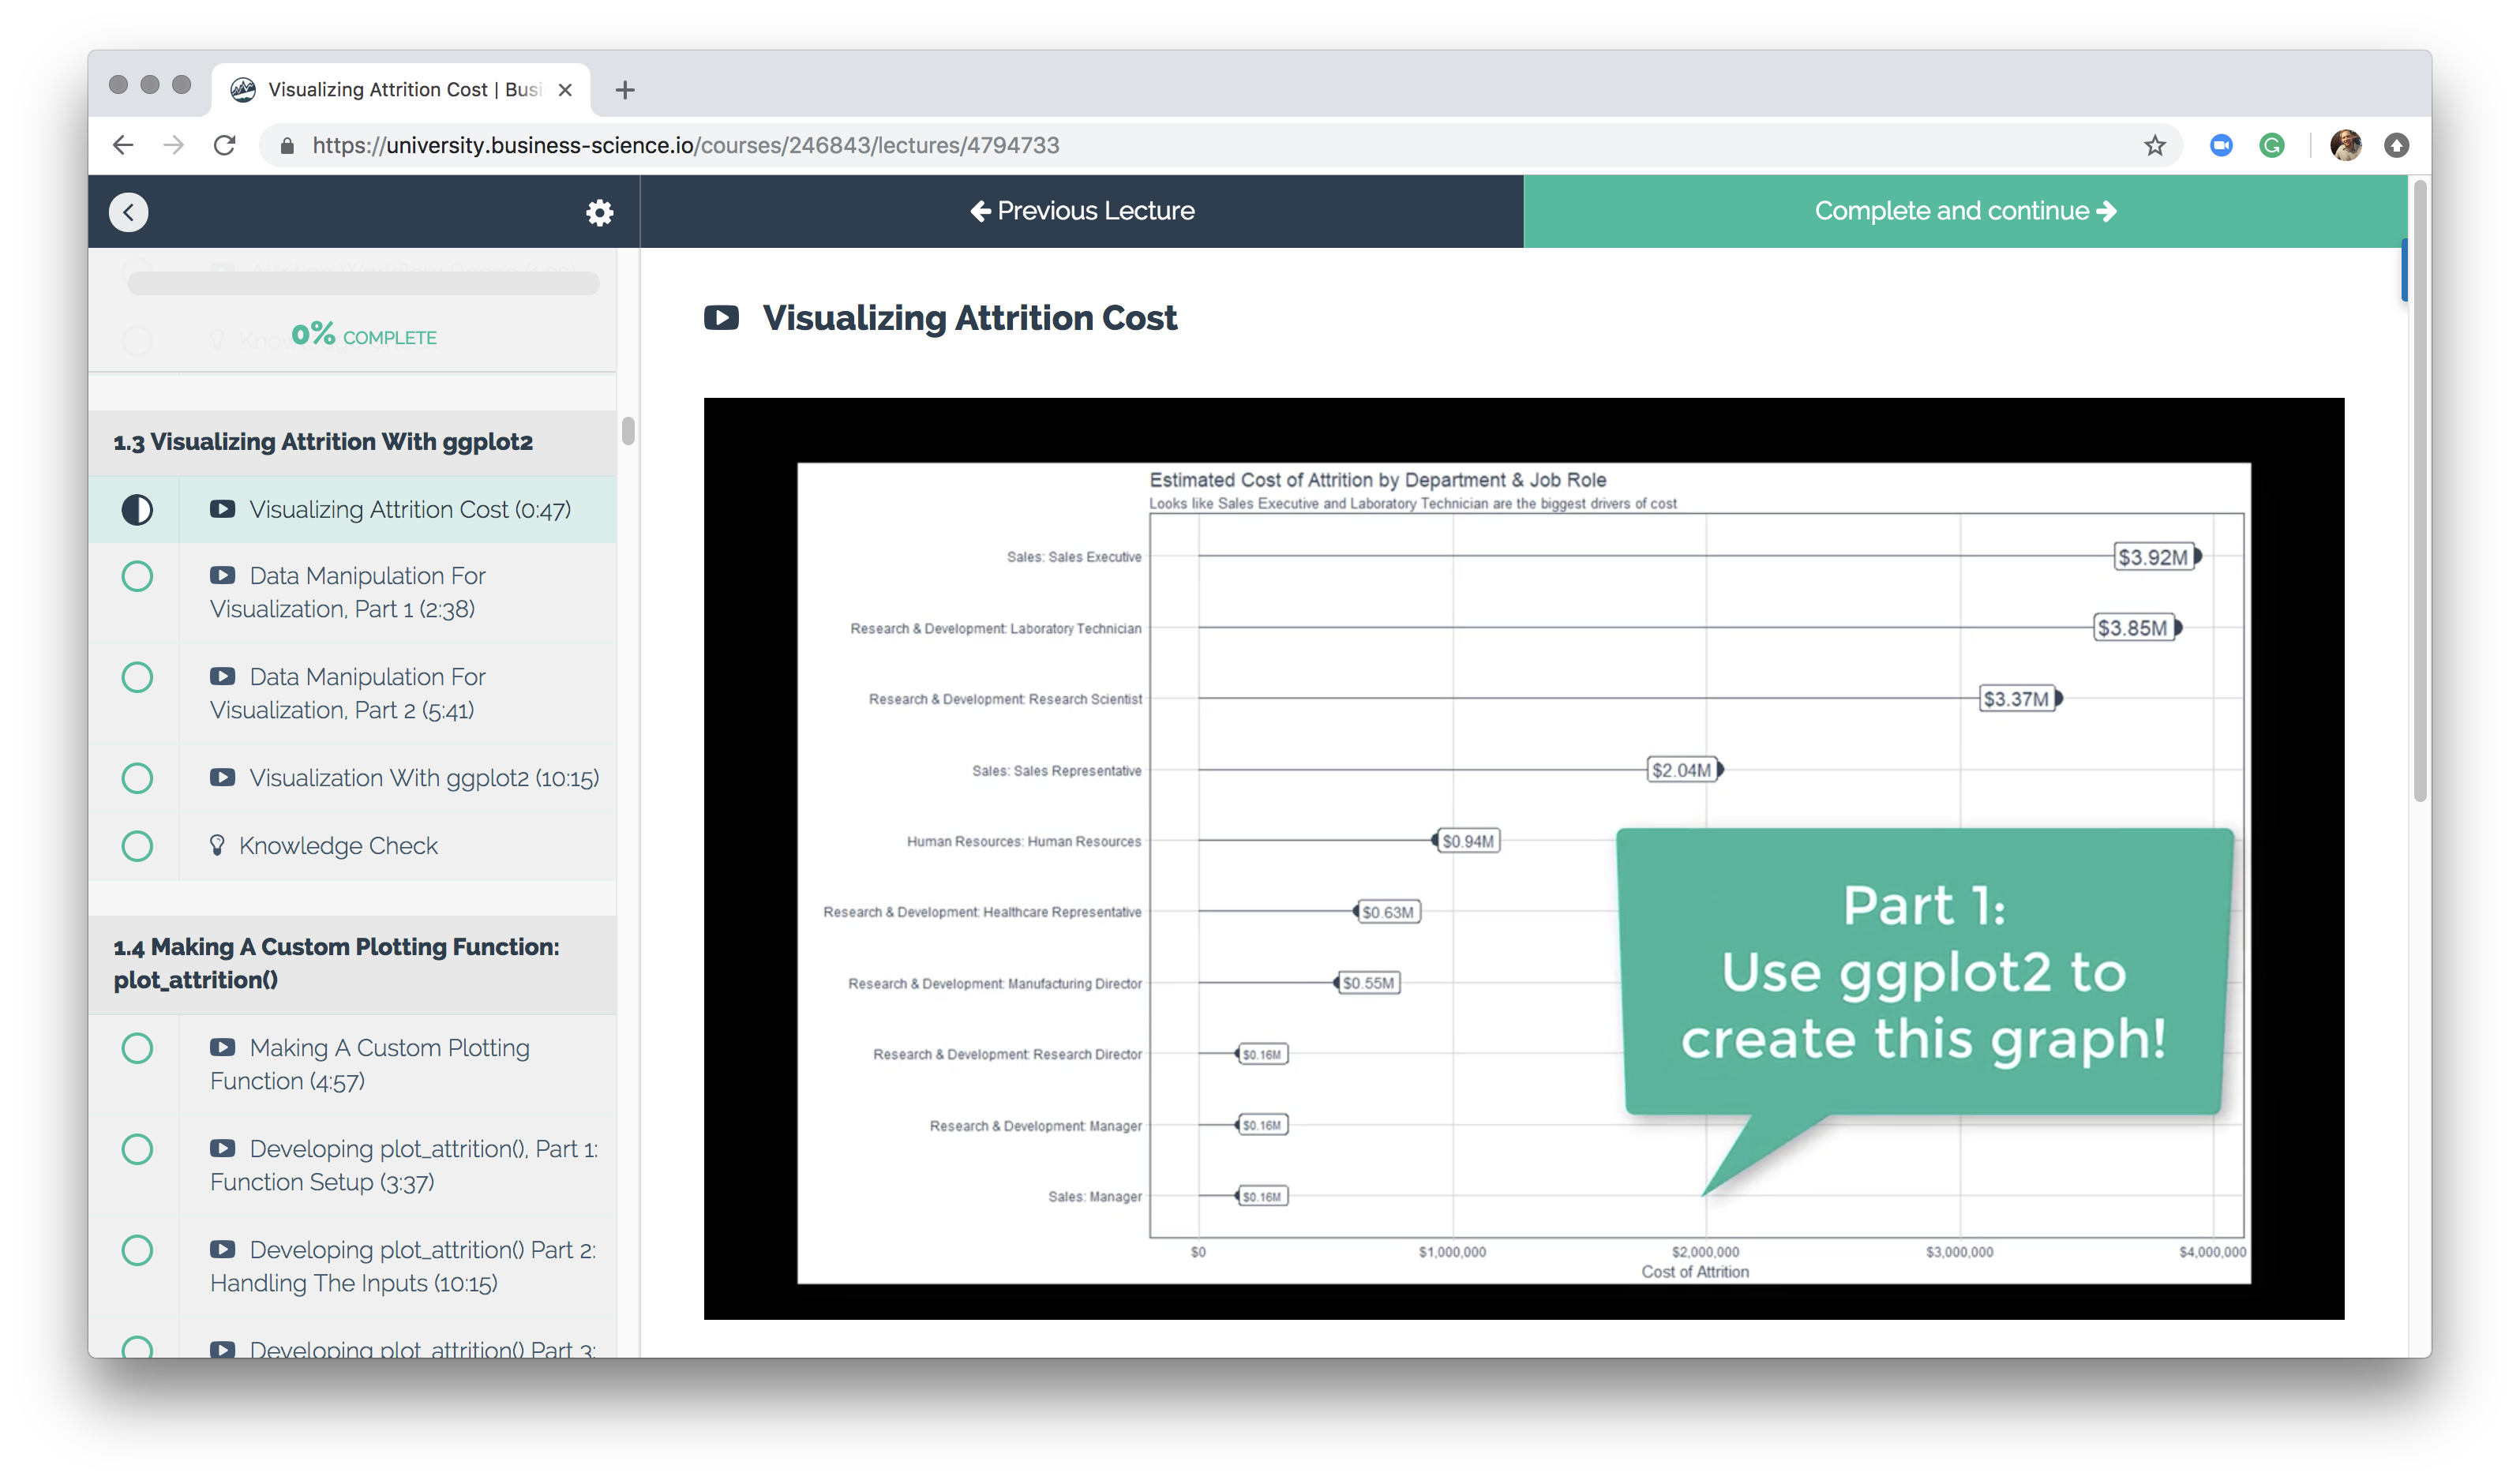 Visualizing Attrition Cost | Busi
https://university.business-science.io/courses/246843/lectures/4794733
Previous Lecture
Complete and continue
0% COMPLETE
1.3 Visualizing Attrition With ggplot2
Visualizing Attrition Cost (0:47)
Data Manipulation For
Visualization, Part 1 (2:38)
Data Manipulation For
Visualization, Part 2 (5:41)
Visualization With ggplot2 (10:15)
Knowledge Check
1.4 Making A Custom Plotting Function:
plot_attrition()
Making A Custom Plotting
Function (4:57)
Developing plot_attrition(), Part 1:
Function Setup (3:37)
Developing plot_attrition() Part 2:
Handling The Inputs (10:15)
Developing plot_attrition() Part 3:
Visualizing Attrition Cost
Estimated Cost of Attrition by Department & Job Role
Looks like Sales Executive and Laboratory Technician are the biggest drivers of cost
Sales: Sales Executive
$3.92M
Research & Development: Laboratory Technician
$3.85M
Research & Development: Research Scientist
$3.37M
Sales: Sales Representative
$2.04M
Human Resources: Human Resources
$0.94M
Research & Development: Healthcare Representative
$0.63M
Research & Development: Manufacturing Director
$0.55M
Research & Development: Research Director
$0.16M
Research & Development: Manager
$0.16M
Sales: Manager
$0.16M
$0
$1,000,000
$2,000,000
$3,000,000
$4,000,000
Cost of Attrition
Part 1:
Use ggplot2 to
create this graph!